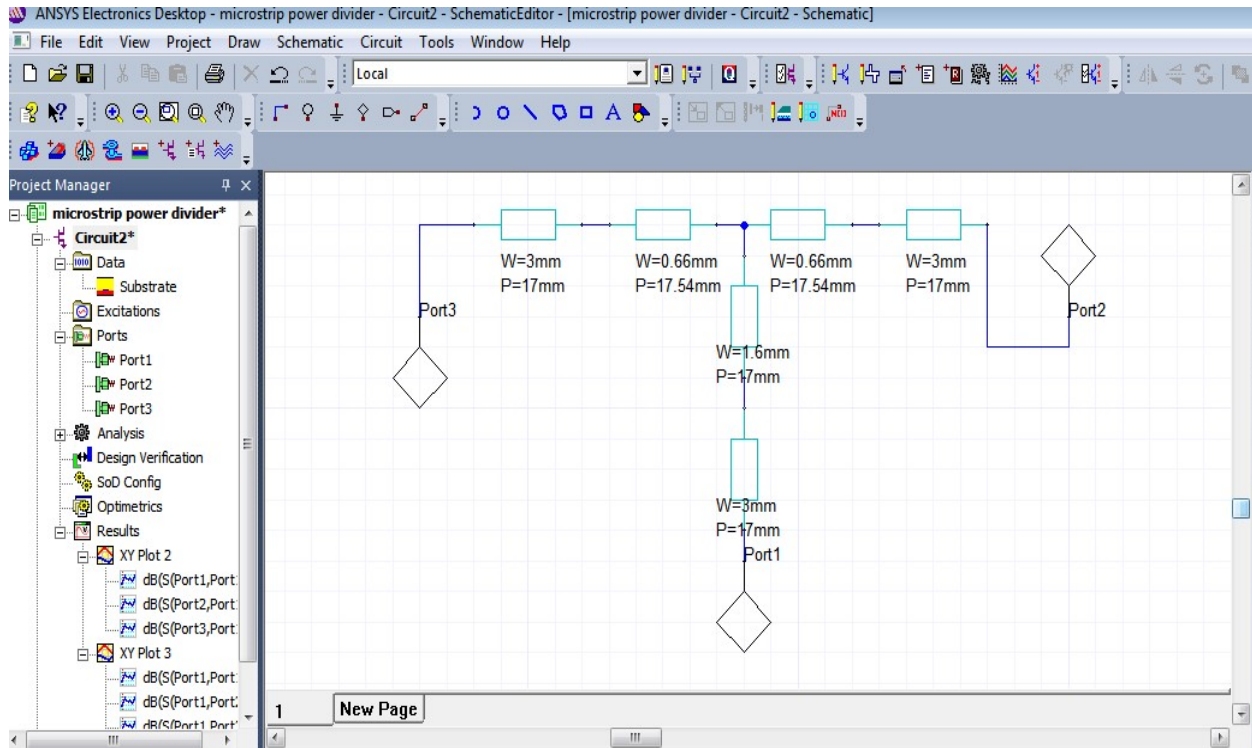 ANSYS Electronics Desktop - microstrip power divider - Circuit2 - SchematicEditor - [microstrip power divider - Circuit2 - Schematic]
File Edit View Project Draw Schematic Circuit Tools Window Help
Local
Project Manager
microstrip power divider*
Circuit2*
Data
Substrate
Excitations
Ports
Port1
Port2
Port3
Analysis
Design Verification
SoD Config
Optimetrics
Results
XY Plot 2
dB(S(Port1,Port
dB(S(Port2,Port
dB(S(Port3,Port
XY Plot 3
dB(S(Port1,Port
dB(S(Port1,Port
dB(S(Port1 Port
W=3mm W=0.66mm W=0.66mm W=3mm
P=17mm P=17.54mm P=17.54mm P=17mm
Port3 Port2
W=1.6mm
P=17mm
W=3mm
P=17mm
Port1
1 New Page